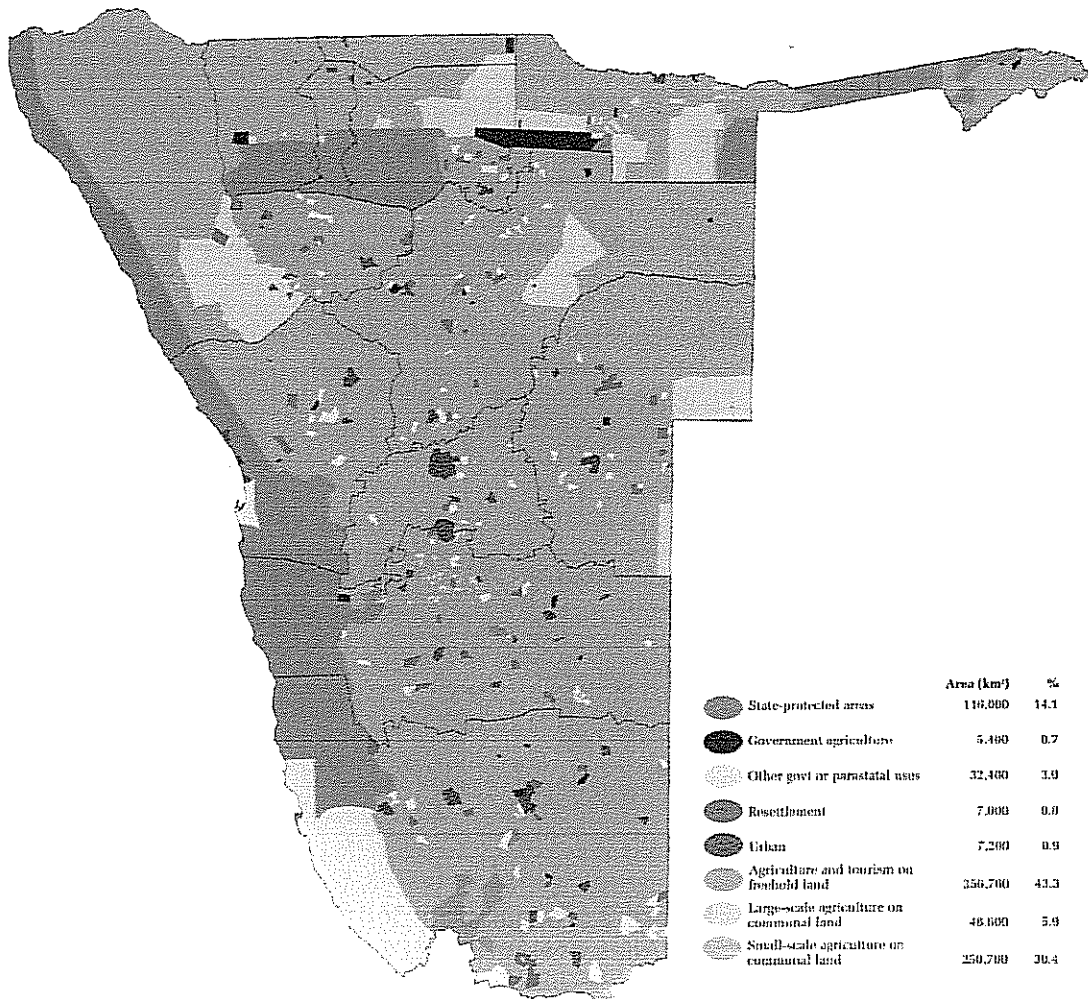 Area (km²) %
State-protected areas 116,000 14.1
Government agriculture 5,400 0.7
Other govt or parastatal uses 32,400 3.9
Resettlement 7,000 0.8
Urban 7,200 0.9
Agriculture and tourism on
freehold land 356,700 43.3
Large-scale agriculture on
communal land 48,600 5.9
Small-scale agriculture on
communal land 250,700 30.4